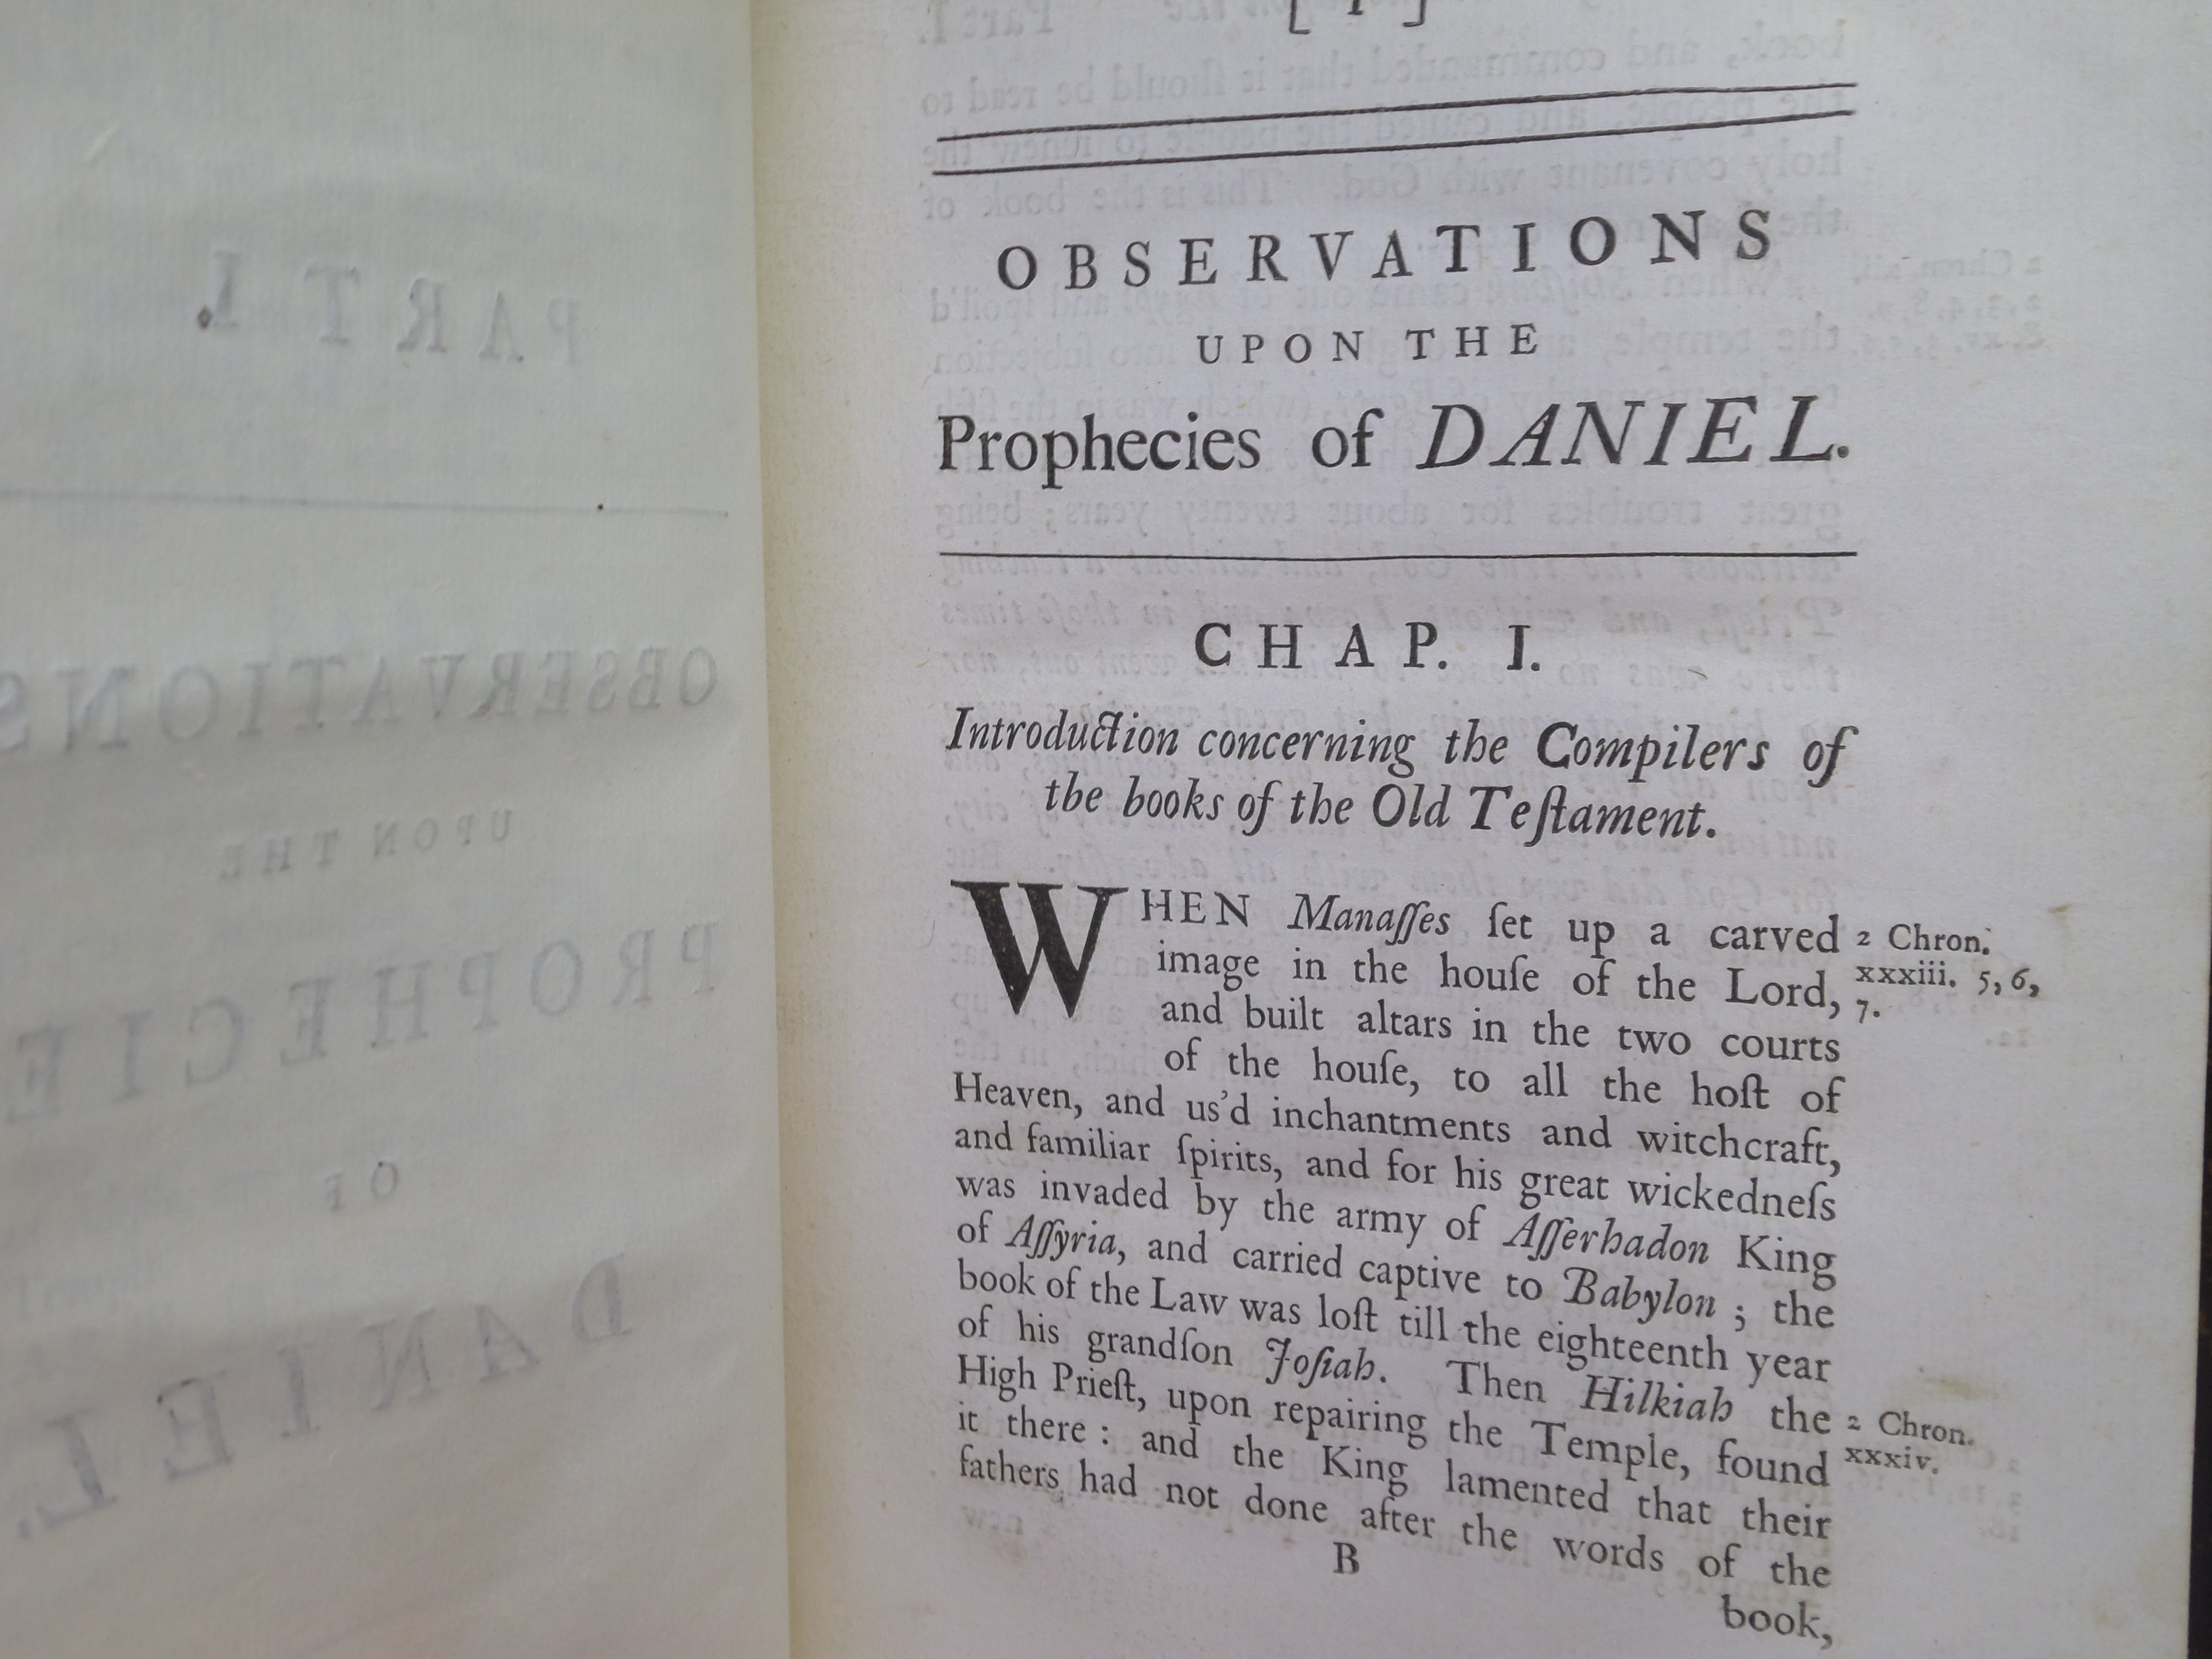 PART I.
OBSERVATIONS
UPON THE
PROPHECIE
OF
DANIEL.
OBSERVATIONS
UPON THE
Prophecies of DANIEL.
CHAP. I.
Introduction concerning the Compilers of
the books of the Old Teſtament.
WHEN Manaſſes ſet up a carved
image in the houſe of the Lord,
and built altars in the two courts
of the houſe, to all the hoſt of
Heaven, and us'd inchantments and witchcraft,
and familiar ſpirits, and for his great wickedneſs
was invaded by the army of Aſſerhadon King
of Aſſyria, and carried captive to Babylon ; the
book of the Law was loſt till the eighteenth year
of his grandſon Joſiah. Then Hilkiah the
High Prieſt, upon repairing the Temple, found
it there : and the King lamented that their
fathers had not done after the words of the
B
book,
2 Chron.
xxxiii. 5, 6,
7.
2 Chron.
xxxiv.